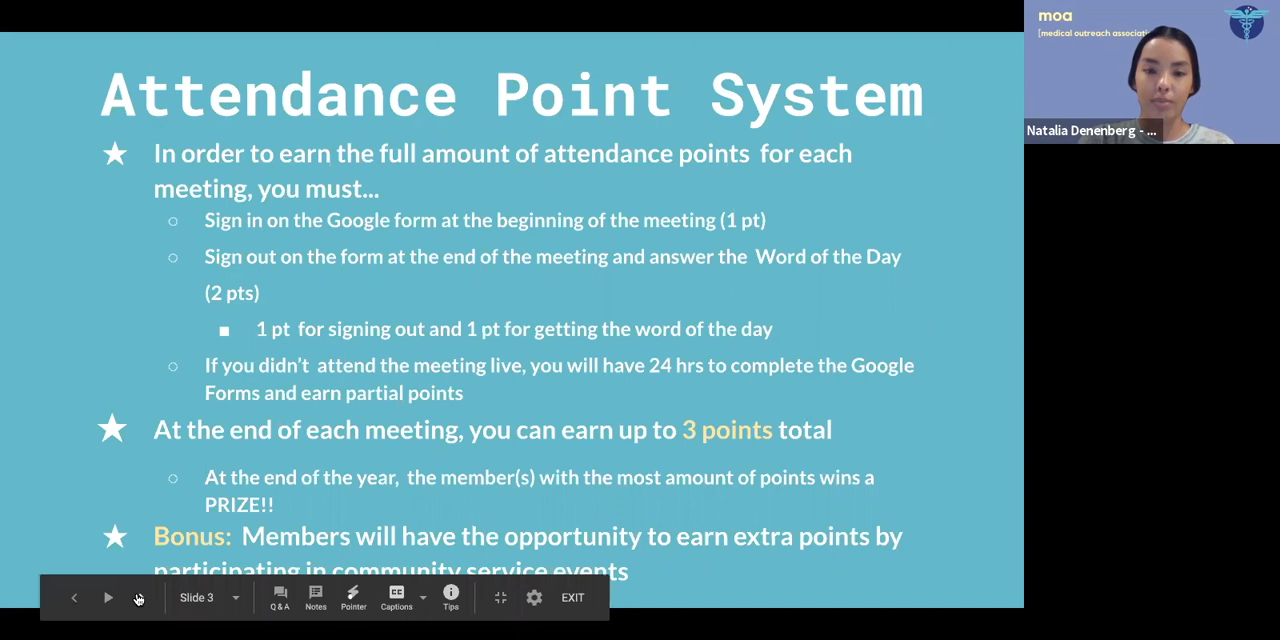 moa
[medical outreach associati
Natalia Denenberg - ...
Attendance Point System
★ In order to earn the full amount of attendance points for each
meeting, you must...
○ Sign in on the Google form at the beginning of the meeting (1 pt)
○ Sign out on the form at the end of the meeting and answer the Word of the Day
(2 pts)
■ 1 pt for signing out and 1 pt for getting the word of the day
○ If you didn’t attend the meeting live, you will have 24 hrs to complete the Google
Forms and earn partial points
★ At the end of each meeting, you can earn up to 3 points total
○ At the end of the year, the member(s) with the most amount of points wins a
PRIZE!!
★ Bonus: Members will have the opportunity to earn extra points by
participating in community service events
Slide 3
Q & A
Notes
Pointer
CC
Captions
Tips
EXIT